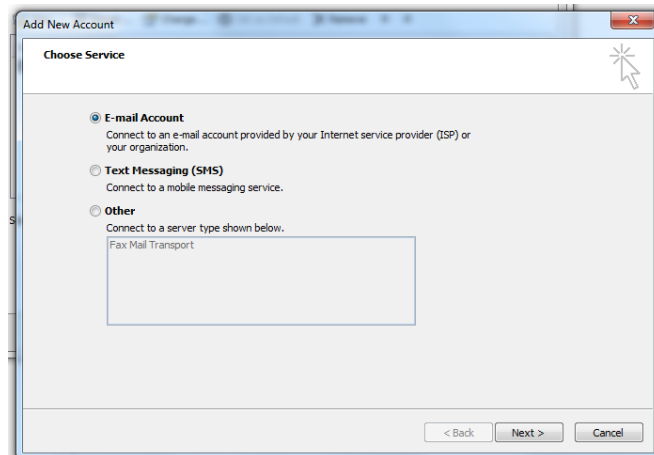 Change...
Remove
Add New Account
Choose Service
E-mail Account
Connect to an e-mail account provided by your Internet service provider (ISP) or
your organization.
Text Messaging (SMS)
Connect to a mobile messaging service.
Other
Connect to a server type shown below.
Fax Mail Transport
< Back Next > Cancel